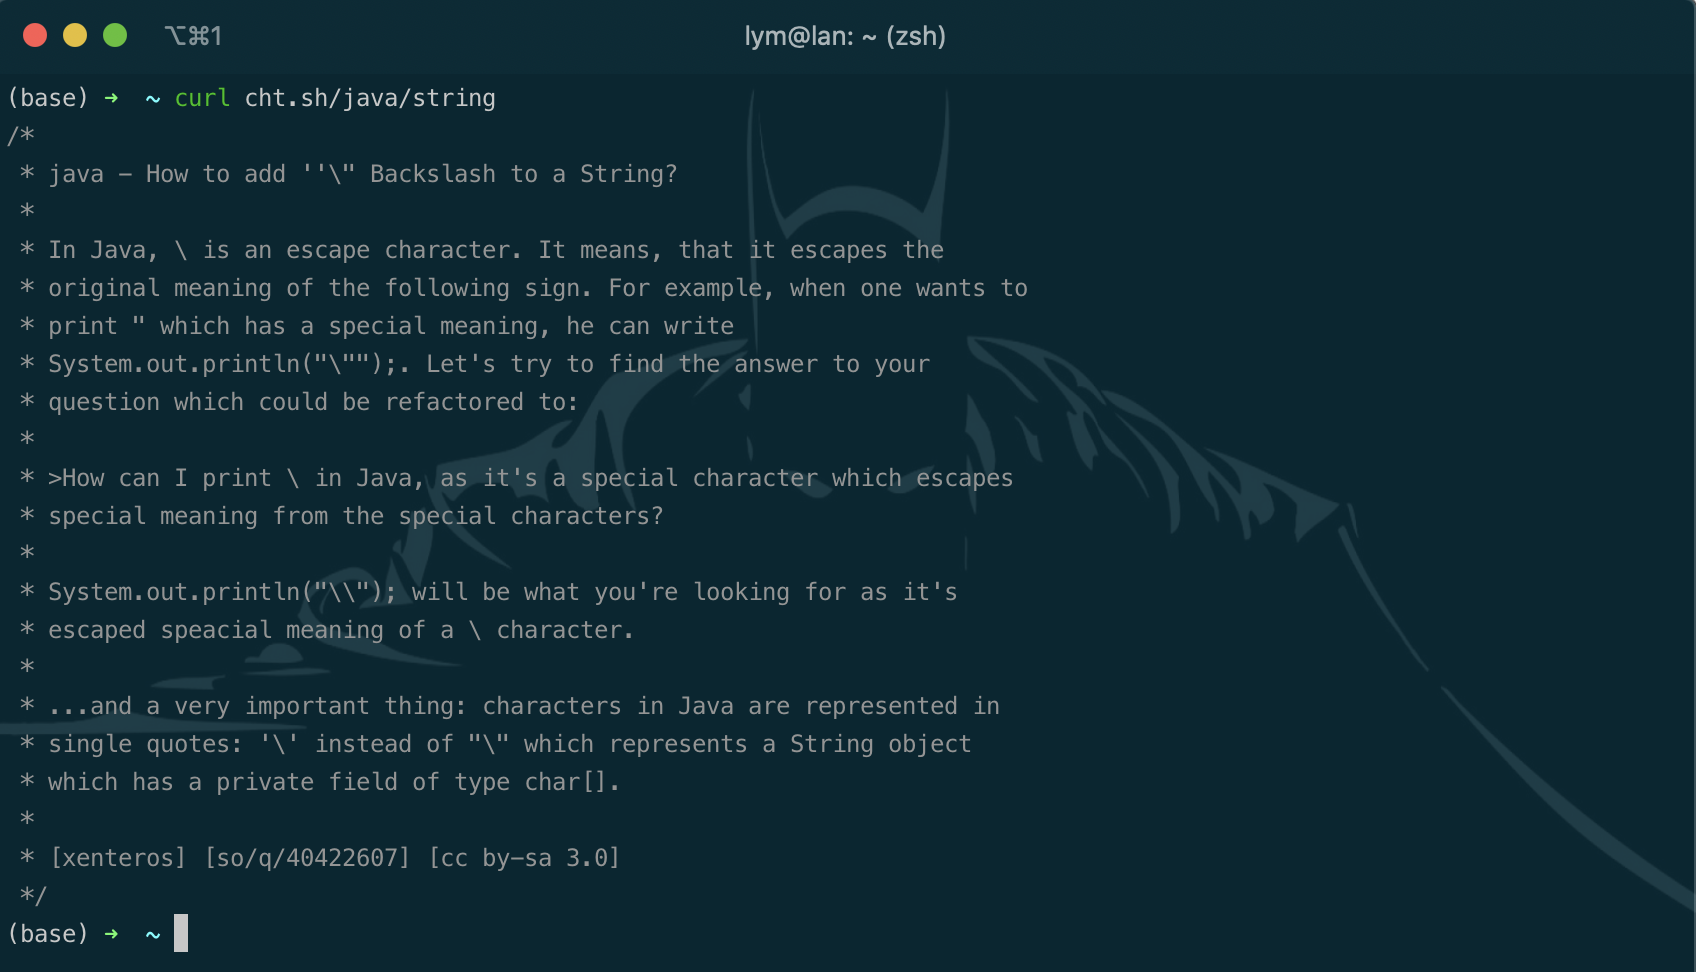 ⌥⌘1
lym@lan: ~ (zsh)
(base) ➜  ~ curl cht.sh/java/string
/*
 * java - How to add ''\" Backslash to a String?
 *
 * In Java, \ is an escape character. It means, that it escapes the
 * original meaning of the following sign. For example, when one wants to
 * print " which has a special meaning, he can write
 * System.out.println("\"");. Let's try to find the answer to your
 * question which could be refactored to:
 *
 * >How can I print \ in Java, as it's a special character which escapes
 * special meaning from the special characters?
 *
 * System.out.println("\\"); will be what you're looking for as it's
 * escaped speacial meaning of a \ character.
 *
 * ...and a very important thing: characters in Java are represented in
 * single quotes: '\' instead of "\" which represents a String object
 * which has a private field of type char[].
 *
 * [xenteros] [so/q/40422607] [cc by-sa 3.0]
 */
(base) ➜  ~